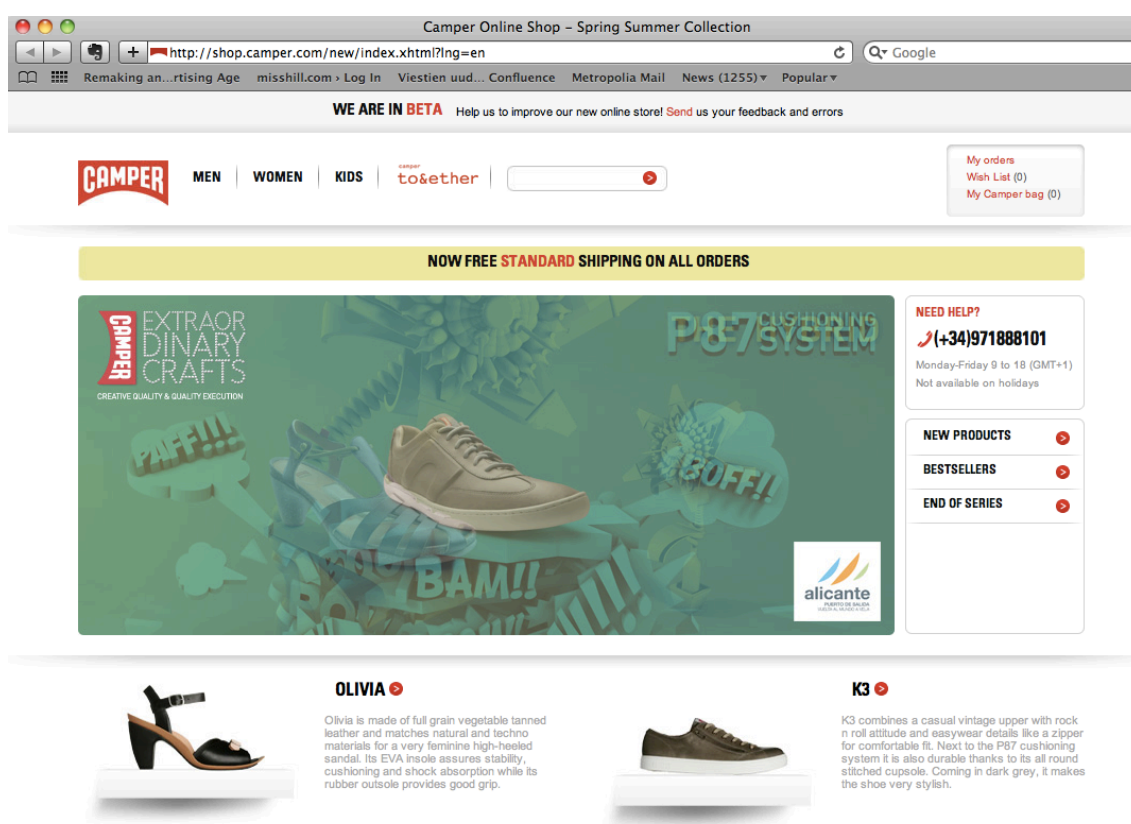 Camper Online Shop – Spring Summer Collection
http://shop.camper.com/new/index.xhtml?lng=en
Google
Remaking an...rtising Age misshill.com › Log In Viestien uud... Confluence Metropolia Mail News (1255) Popular
WE ARE IN BETA Help us to improve our new online store! Send us your feedback and errors
CAMPER
MEN
WOMEN
KIDS
camper
to&ether
My orders
Wish List (0)
My Camper bag (0)
NOW FREE STANDARD SHIPPING ON ALL ORDERS
CAMPER
EXTRAOR
DINARY
CRAFTS
CREATIVE QUALITY & QUALITY EXECUTION
P87 CUSHIONING
SYSTEM
PAFF!!!
BOFF!!
BAM!!
alicante
PUERTO DE SALIDA
VUELTA AL MUNDO A VELA
NEED HELP?
(+34)971888101
Monday-Friday 9 to 18 (GMT+1)
Not available on holidays
NEW PRODUCTS
BESTSELLERS
END OF SERIES
OLIVIA
Olivia is made of full grain vegetable tanned
leather and matches natural and techno
materials for a very feminine high-heeled
sandal. Its EVA insole assures stability,
cushioning and shock absorption while its
rubber outsole provides good grip.
K3
K3 combines a casual vintage upper with rock
n roll attitude and easywear details like a zipper
for comfortable fit. Next to the P87 cushioning
system it is also durable thanks to its all round
stitched cupsole. Coming in dark grey, it makes
the shoe very stylish.